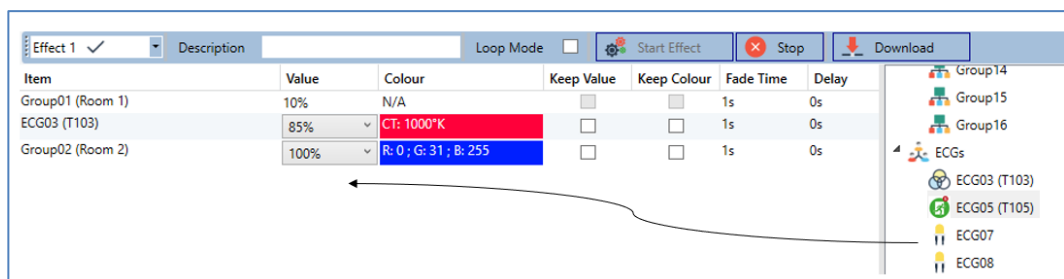 Effect 1 Description Loop Mode Start Effect Stop Download
Item Value Colour Keep Value Keep Colour Fade Time Delay
Group01 (Room 1) 10% N/A 1s 0s
ECG03 (T103) 85% CT: 1000°K 1s 0s
Group02 (Room 2) 100% R: 0 ; G: 31 ; B: 255 1s 0s
Group14
Group15
Group16
ECGs
ECG03 (T103)
ECG05 (T105)
ECG07
ECG08